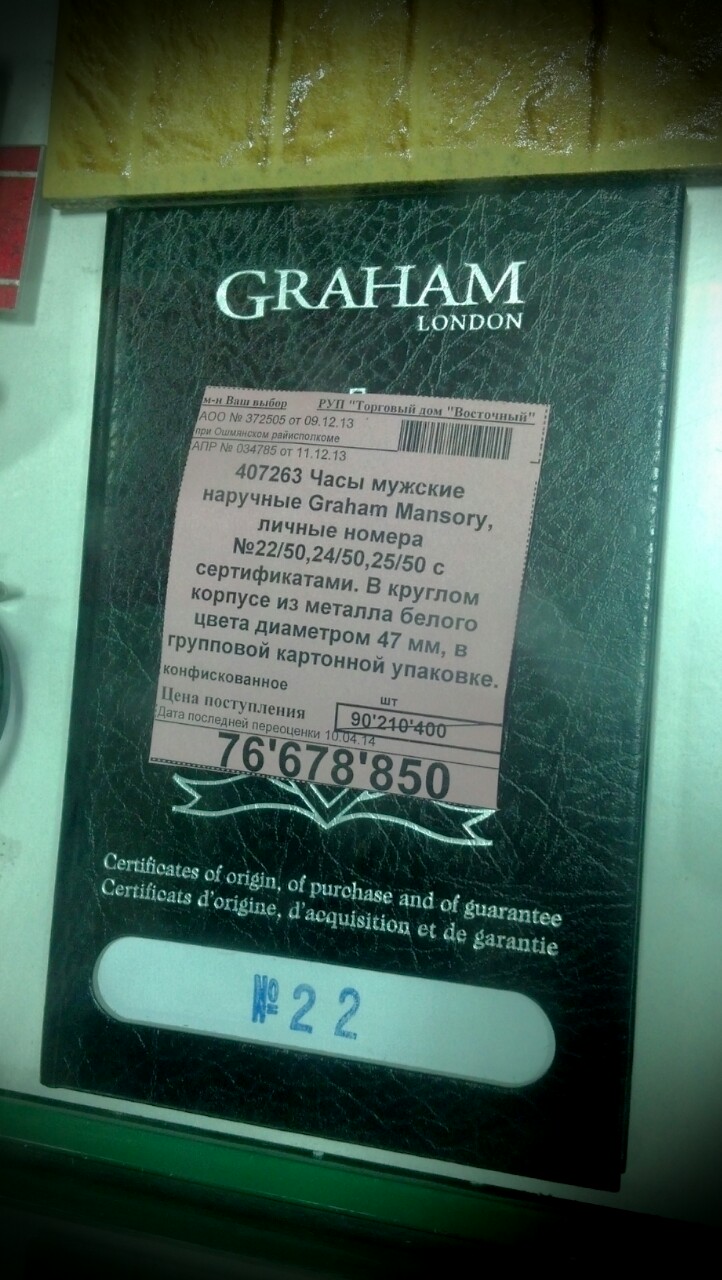 GRAHAM
LONDON
м-н Ваш выбор РУП "Торговый дом "Восточный"
АОО № 372505 от 09.12.13
при Ошмянском райисполкоме
АПР № 034785 от 11.12.13
407263 Часы мужские
наручные Graham Mansory,
личные номера
№22/50,24/50,25/50 с
сертификатами. В круглом
корпусе из металла белого
цвета диаметром 47 мм, в
групповой картонной упаковке.
конфискованное
шт
Цена поступления 90'210'400
Дата последней переоценки 10.04.14
76'678'850
Certificates of origin, of purchase and of guarantee
Certificats d'origine, d'acquisition et de garantie
№ 22